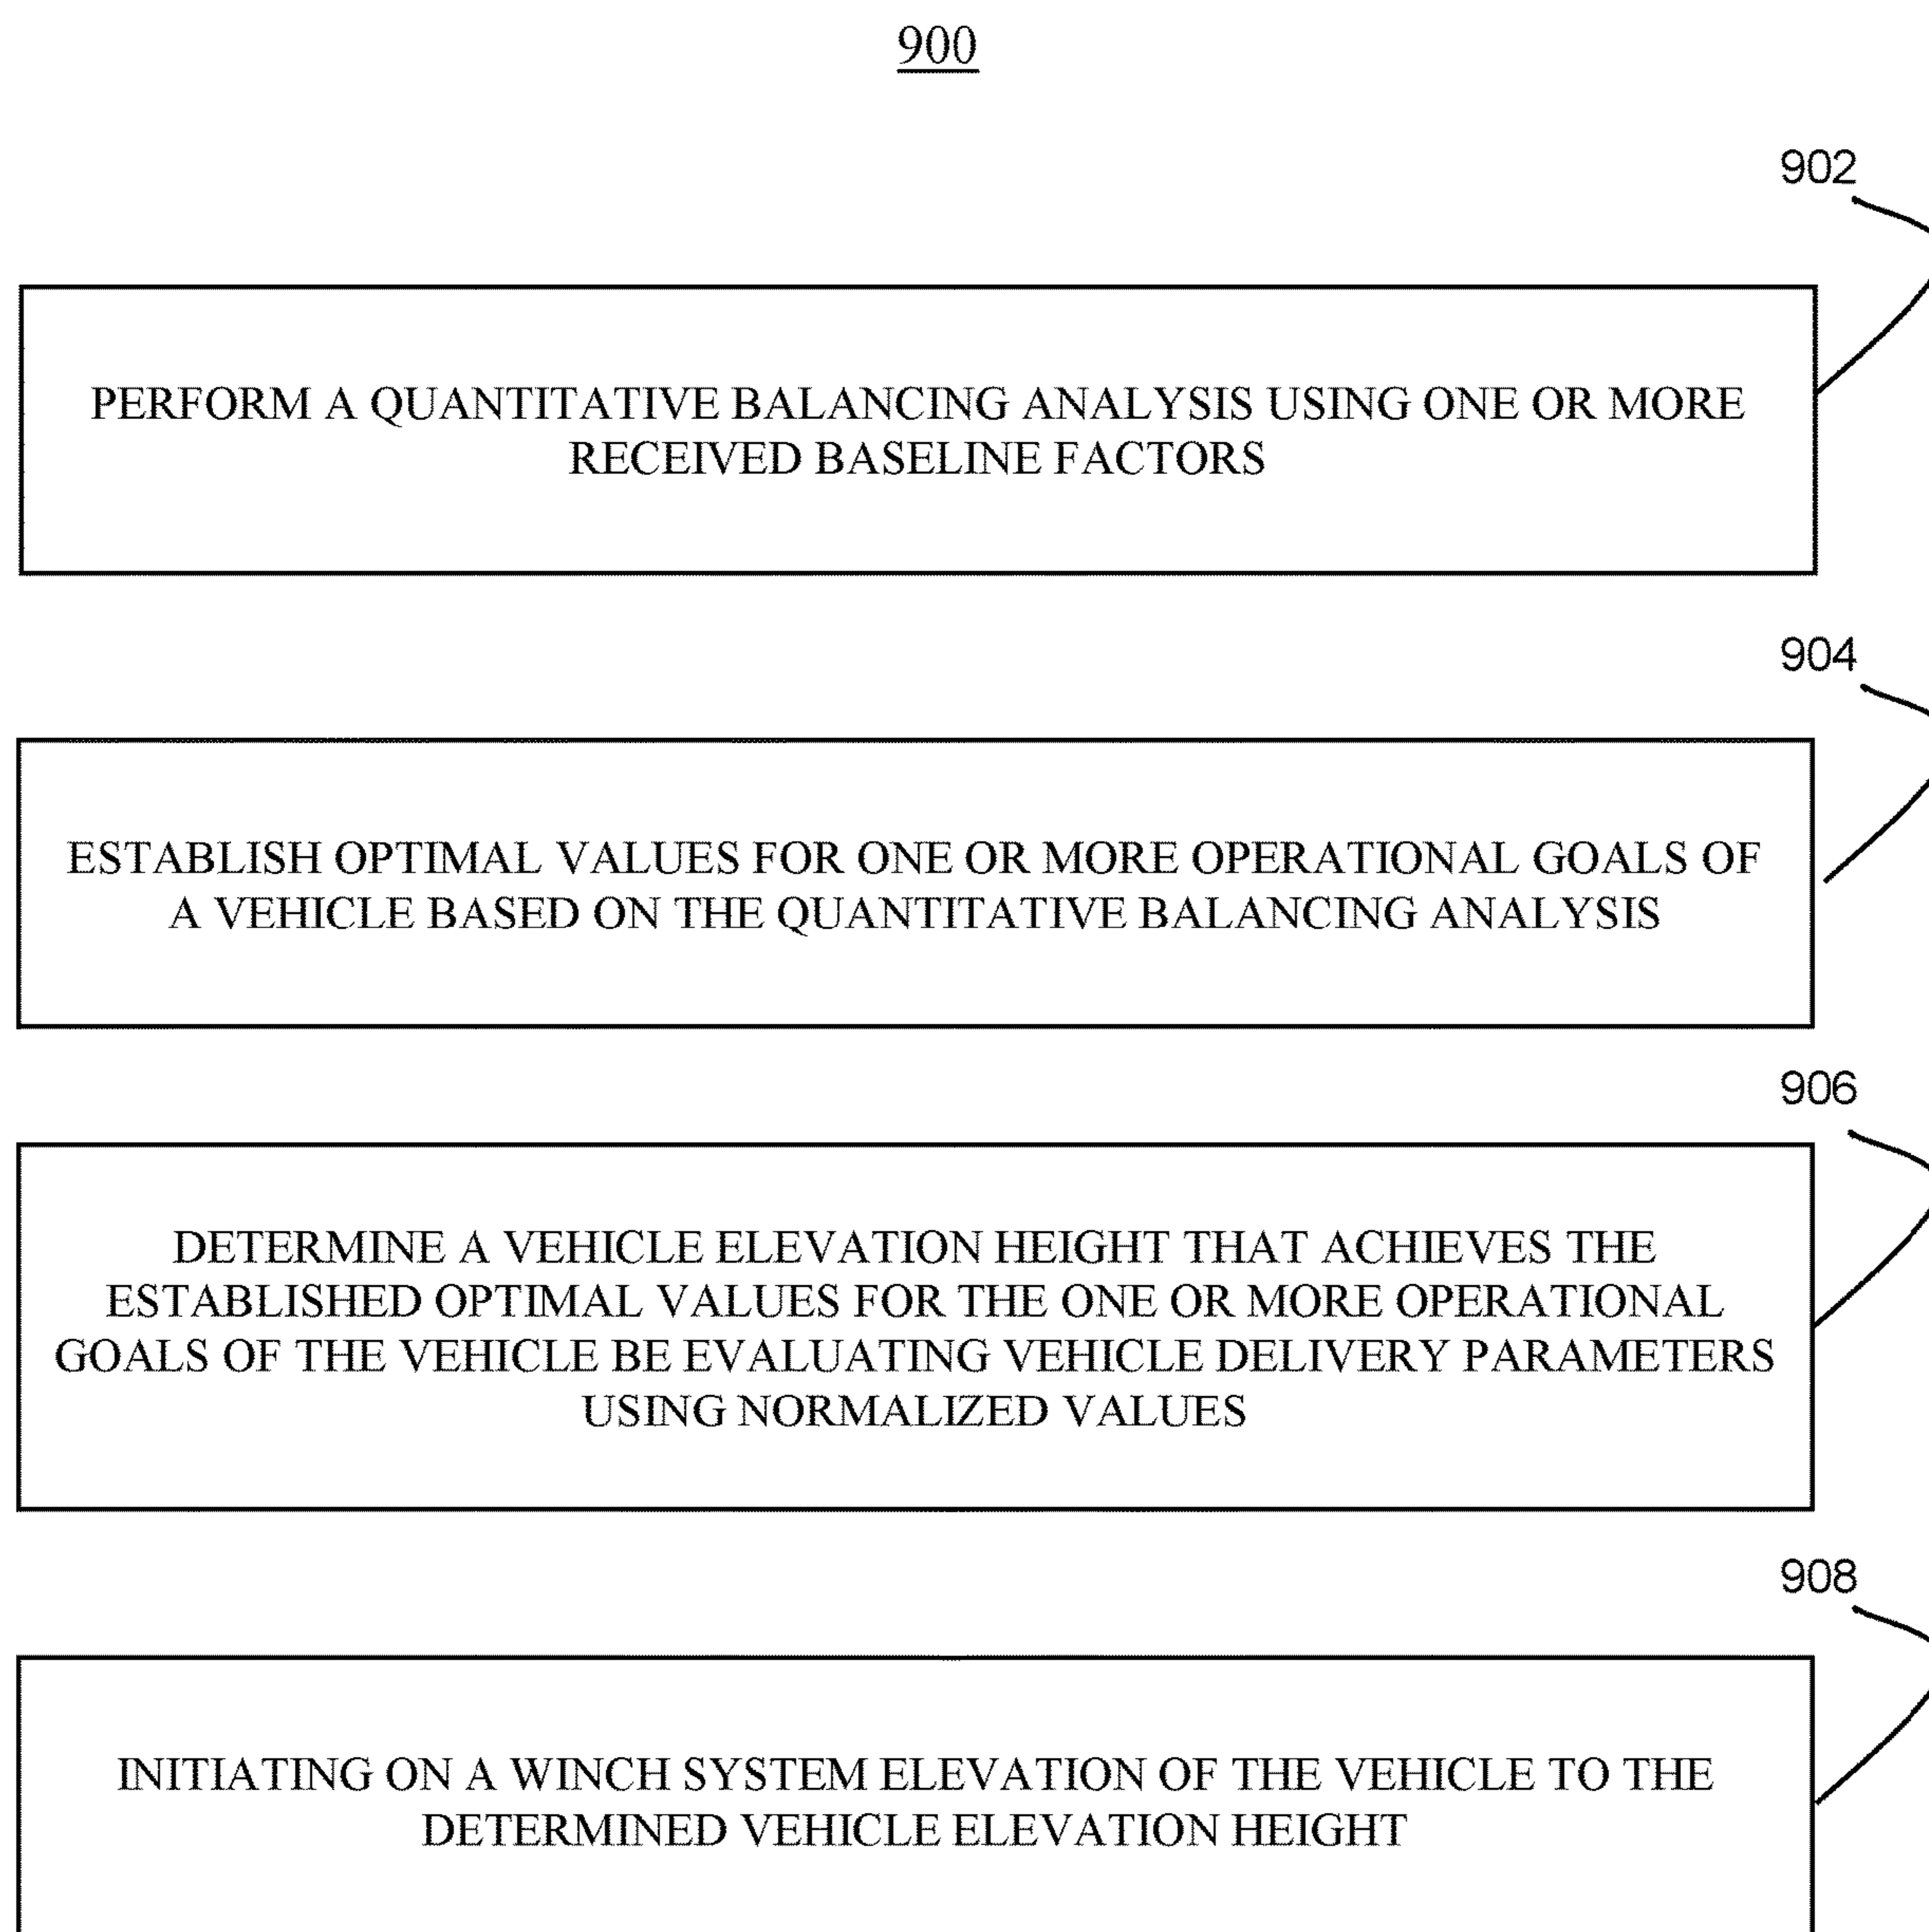 900
902
PERFORM A QUANTITATIVE BALANCING ANALYSIS USING ONE OR MORE
RECEIVED BASELINE FACTORS
904
ESTABLISH OPTIMAL VALUES FOR ONE OR MORE OPERATIONAL GOALS OF
A VEHICLE BASED ON THE QUANTITATIVE BALANCING ANALYSIS
906
DETERMINE A VEHICLE ELEVATION HEIGHT THAT ACHIEVES THE
ESTABLISHED OPTIMAL VALUES FOR THE ONE OR MORE OPERATIONAL
GOALS OF THE VEHICLE BE EVALUATING VEHICLE DELIVERY PARAMETERS
USING NORMALIZED VALUES
908
INITIATING ON A WINCH SYSTEM ELEVATION OF THE VEHICLE TO THE
DETERMINED VEHICLE ELEVATION HEIGHT